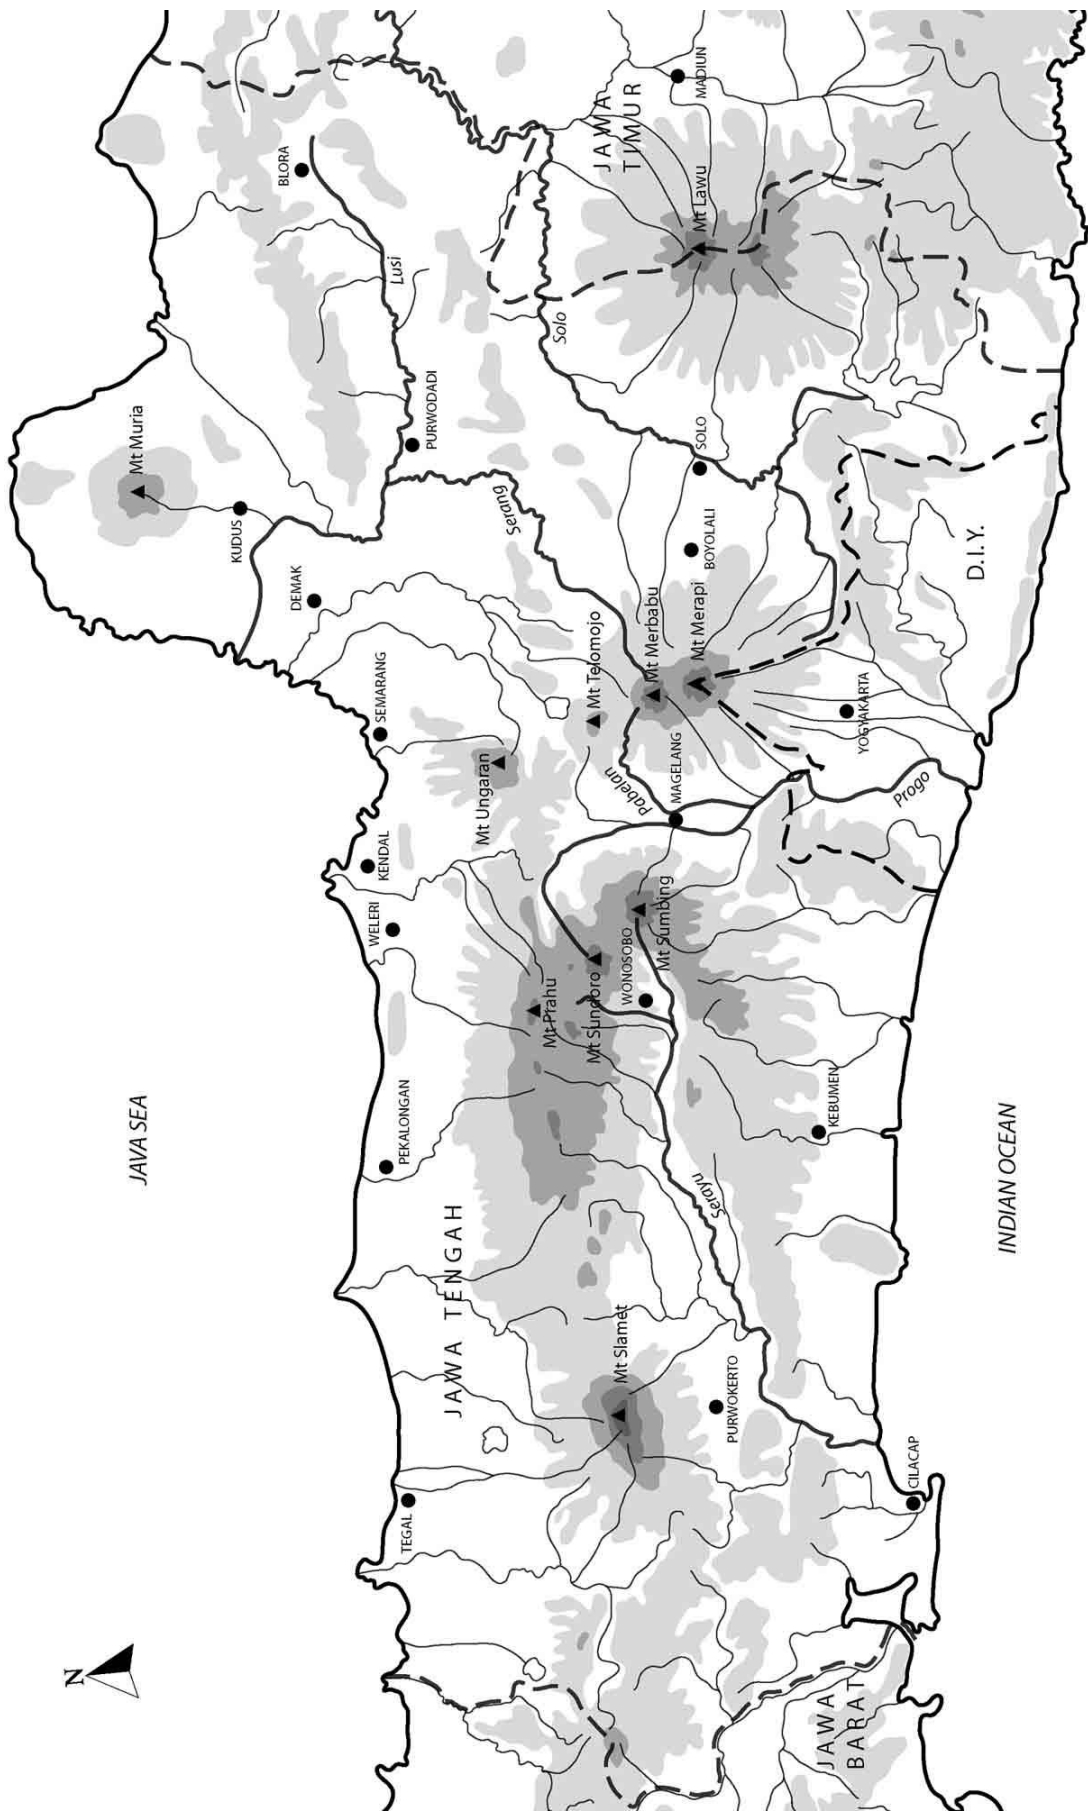 N
JAVA SEA
INDIAN OCEAN
JAWA
BARAT
JAWA TENGAH
JAWA
TIMUR
D.I.Y.
TEGAL
CILACAP
PURWOKERTO
Mt Slamet
Serayu
PEKALONGAN
KEBUMEN
Mt Prahu
Mt Sundoro
WONOSOBO
Mt Sumbing
WELERI
KENDAL
Mt Ungaran
SEMARANG
Pabelan
MAGELANG
Progo
Mt Telomojo
Mt Merbabu
Mt Merapi
YOGYAKARTA
DEMAK
BOYOLALI
KUDUS
Mt Muria
Serang
SOLO
PURWODADI
Solo
Lusi
BLORA
Mt Lawu
MADIUN